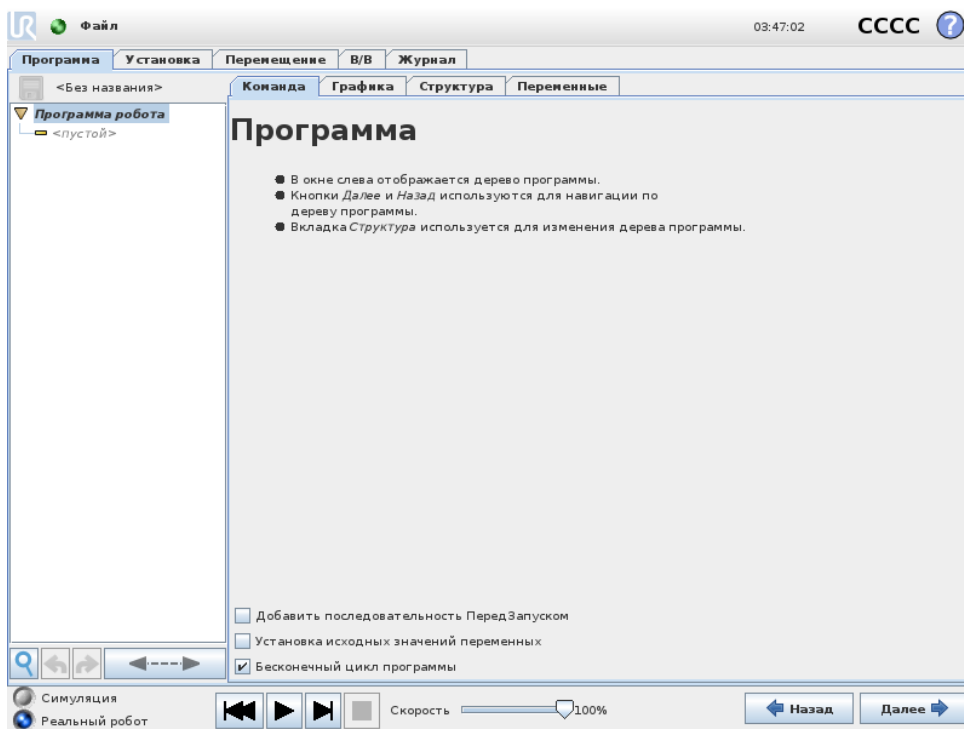 UR
Файл
03:47:02
CCCC
?
Программа
Установка
Перемещение
В/В
Журнал
<Без названия>
Команда
Графика
Структура
Переменные
Программа робота
<пустой>
Программа
В окне слева отображается дерево программы.
Кнопки Далее и Назад используются для навигации по
дереву программы.
Вкладка Структура используется для изменения дерева программы.
Добавить последовательность ПередЗапуском
Установка исходных значений переменных
Бесконечный цикл программы
Симуляция
Реальный робот
Скорость
100%
Назад
Далее